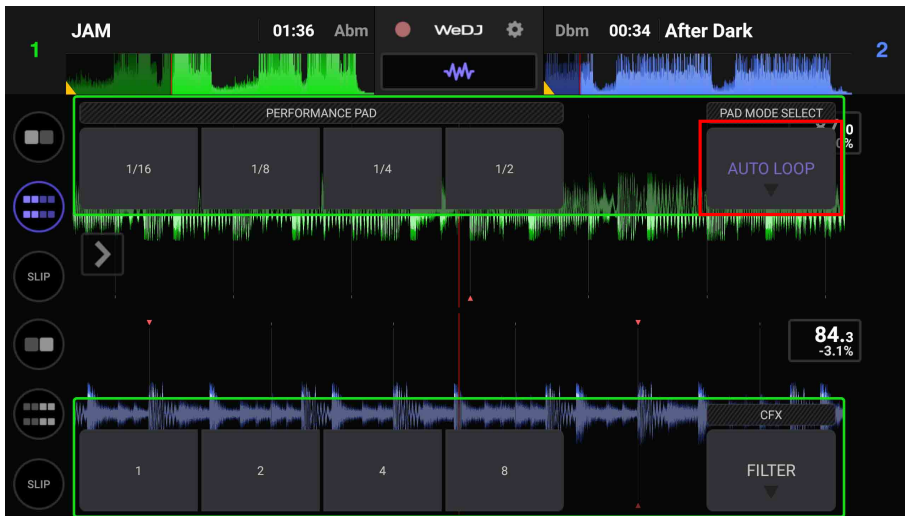 1
JAM
01:36 Abm
WeDJ
Dbm 00:34 After Dark
2
PERFORMANCE PAD
PAD MODE SELECT
1/16
1/8
1/4
1/2
AUTO LOOP
SLIP
84.3
-3.1%
CFX
1
2
4
8
FILTER
SLIP